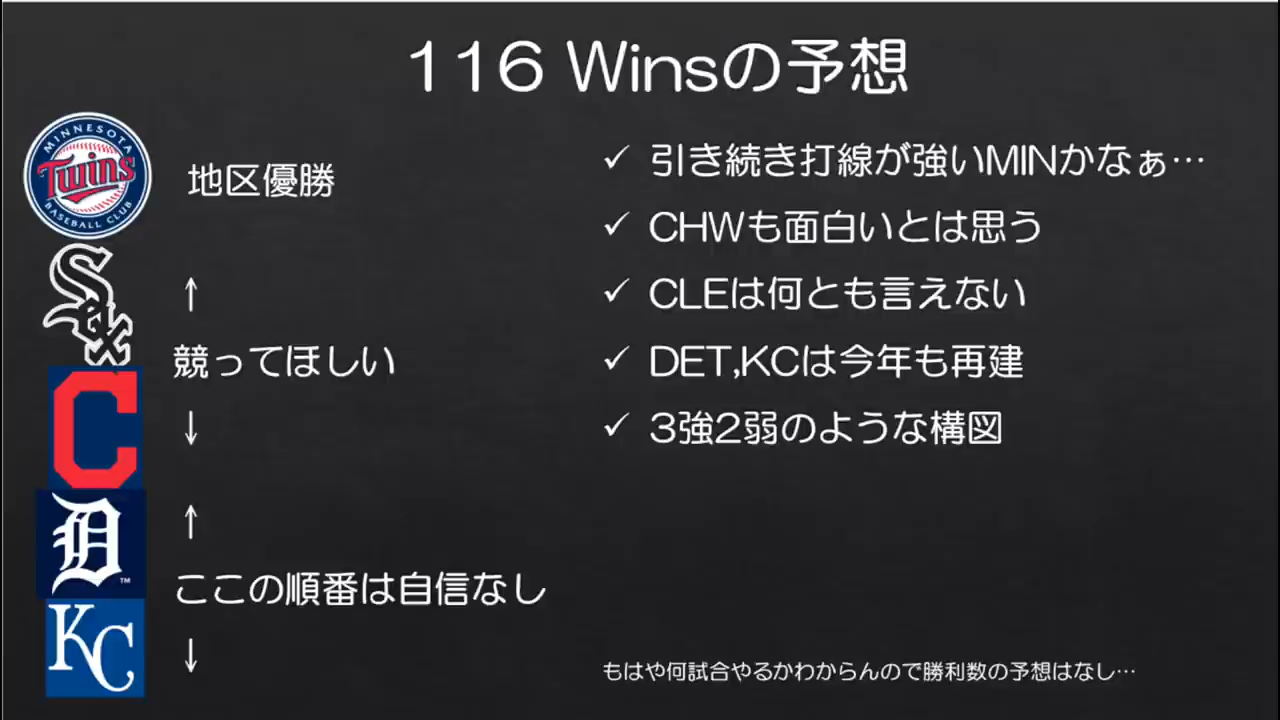 116 Winsの予想
MINNESOTA
Twins
BASEBALL CLUB
地区優勝
Sox
↑
競ってほしい
↓
C
D™
↑
ここの順番は自信なし
KC
↓
✓ 引き続き打線が強いMINかなぁ…
✓ CHWも面白いとは思う
✓ CLEは何とも言えない
✓ DET,KCは今年も再建
✓ 3強2弱のような構図
もはや何試合やるかわからんので勝利数の予想はなし…